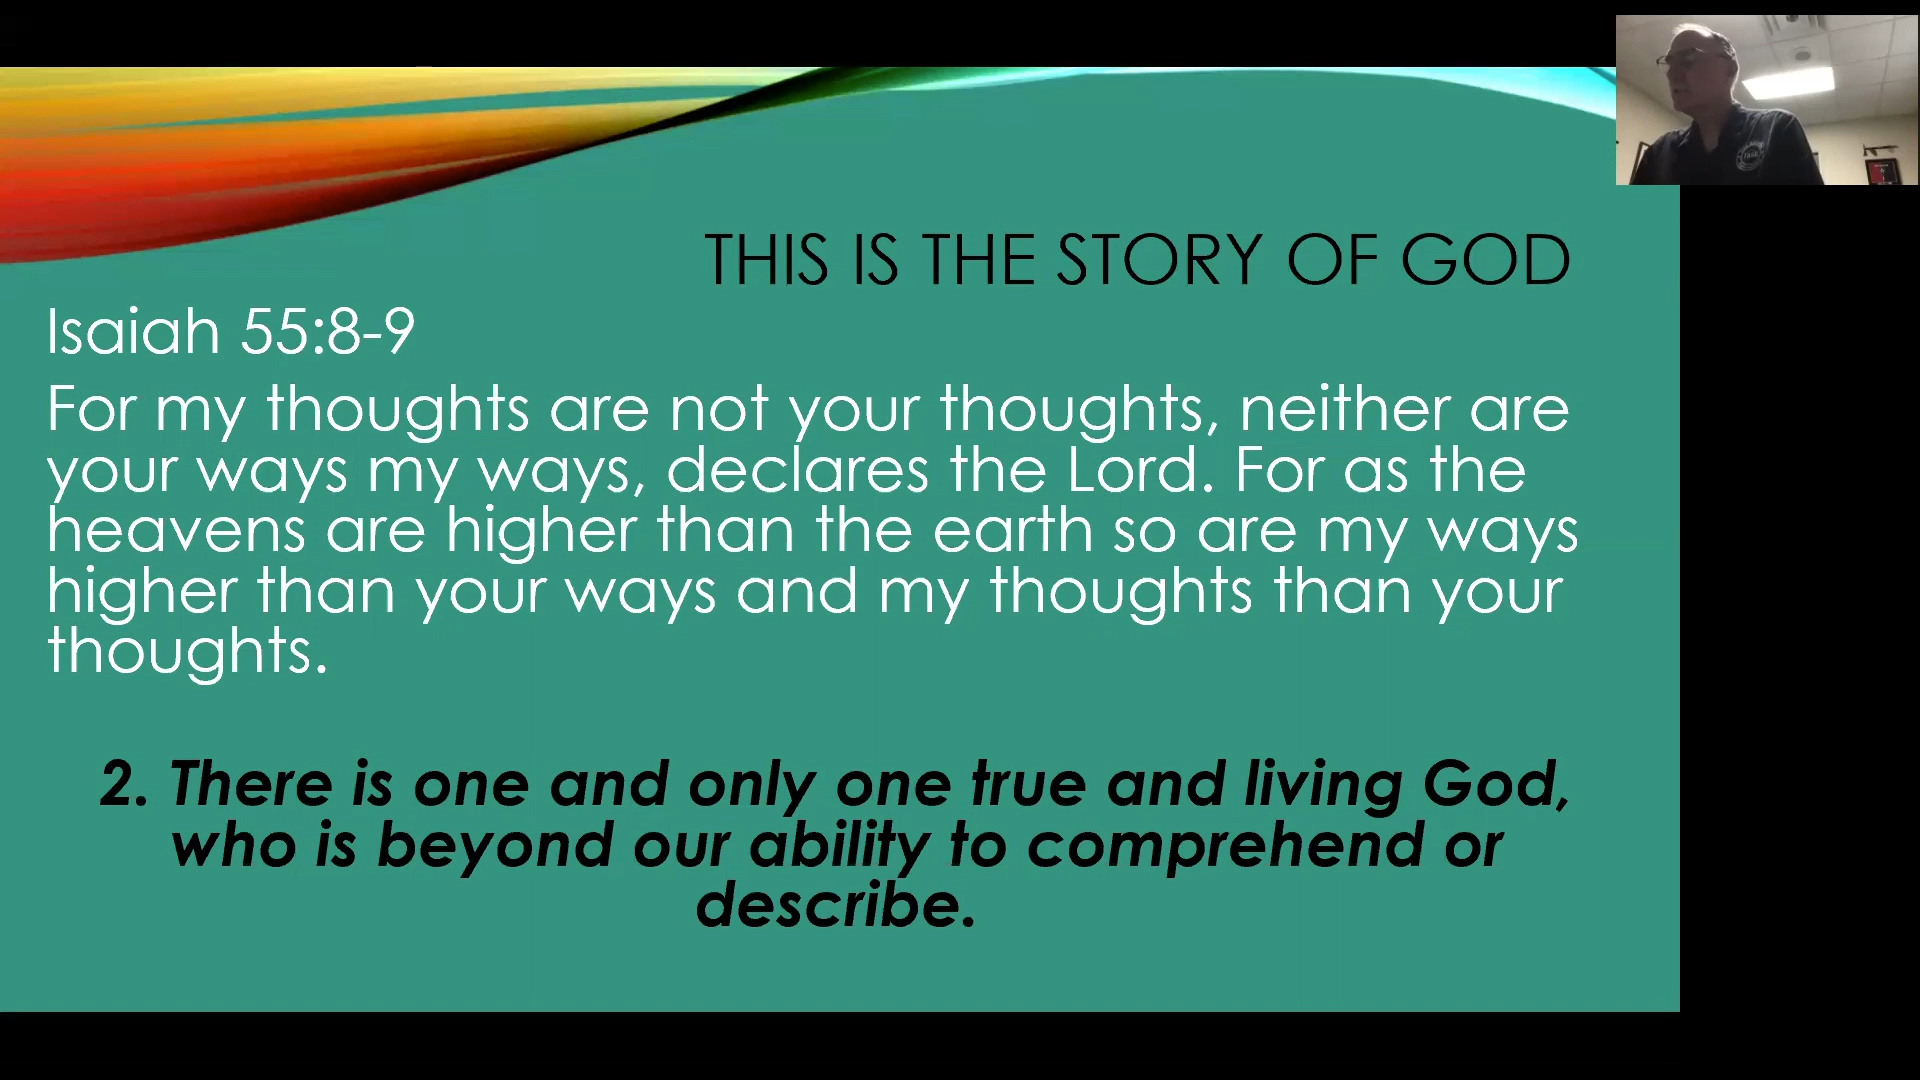 THIS IS THE STORY OF GOD
Isaiah 55:8-9
For my thoughts are not your thoughts, neither are
your ways my ways, declares the Lord. For as the
heavens are higher than the earth so are my ways
higher than your ways and my thoughts than your
thoughts.
2. There is one and only one true and living God,
who is beyond our ability to comprehend or
describe.